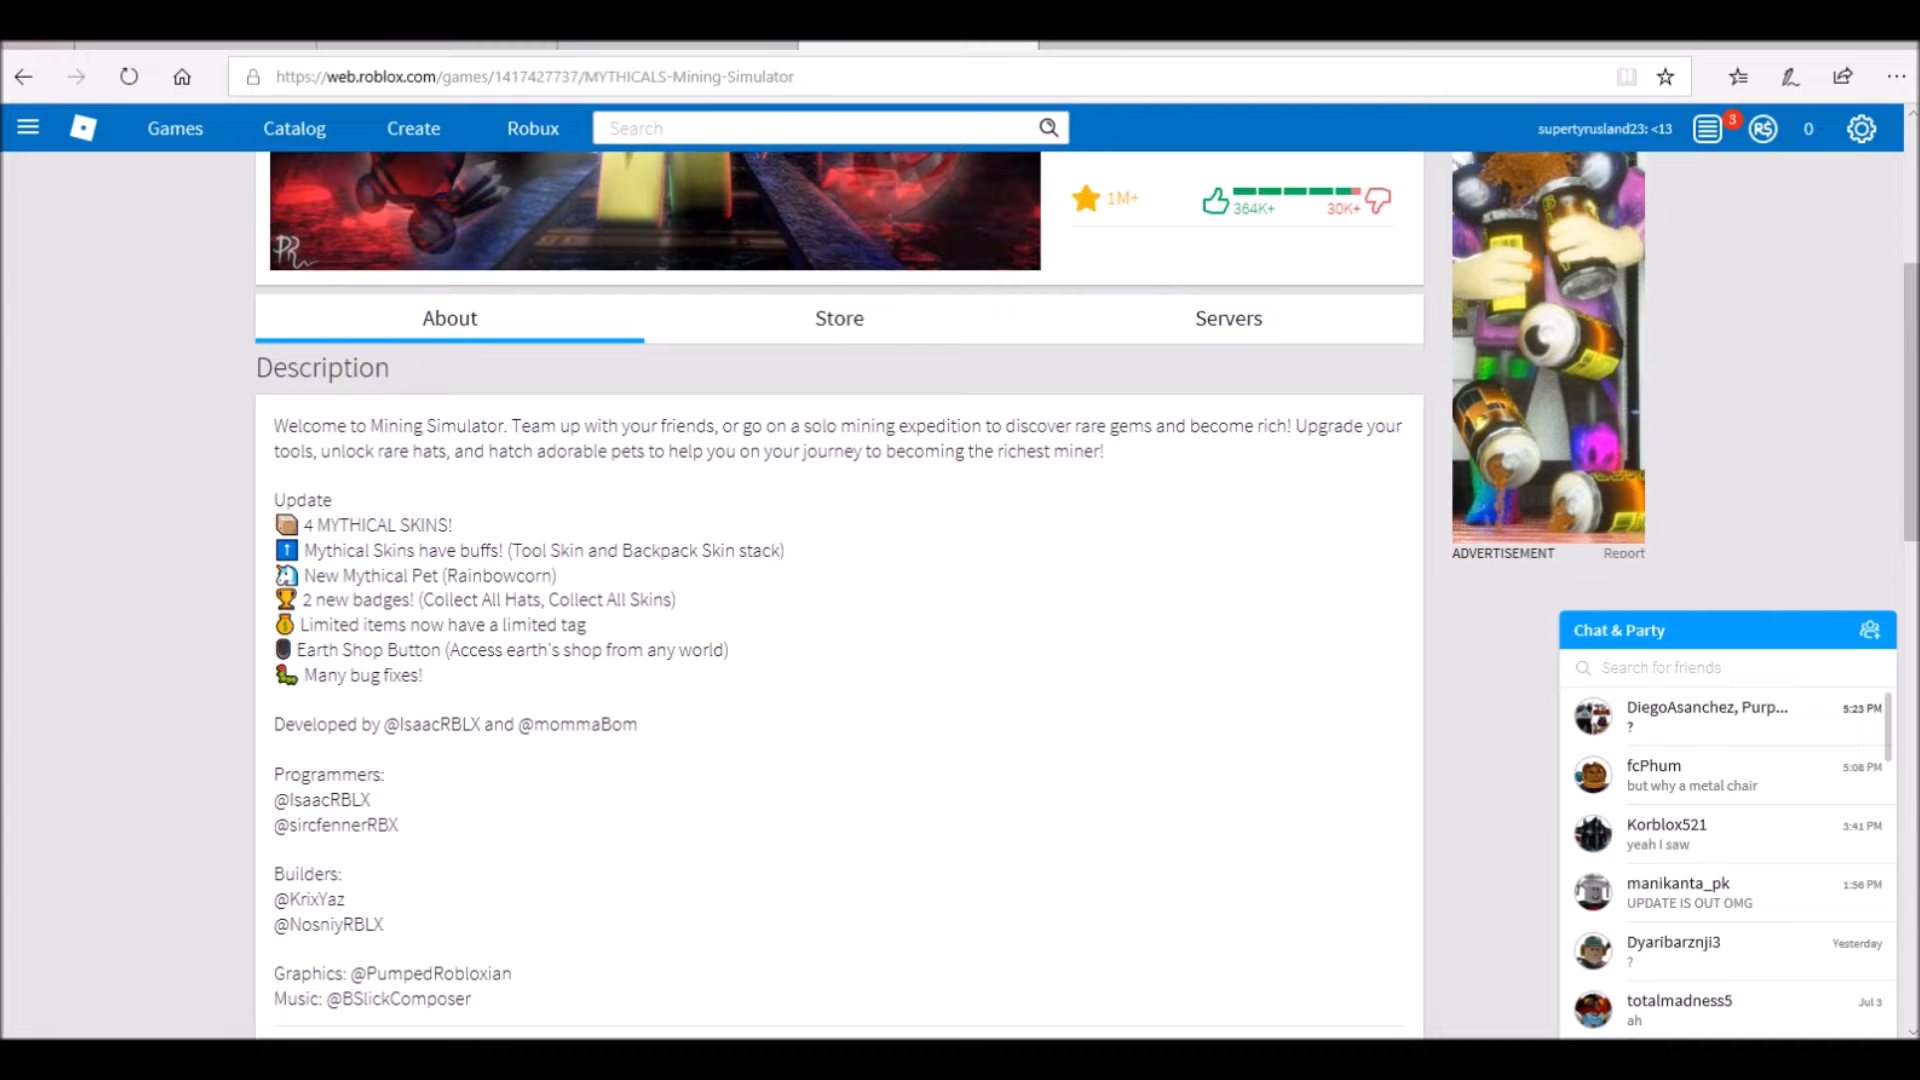 https://web.roblox.com/games/1417427737/MYTHICALS-Mining-Simulator
Games
Catalog
Create
Robux
Search
supertyrusland23: <13
3
R$
0
PR
1M+
364K+
30K+
About
Store
Servers
Description
Welcome to Mining Simulator. Team up with your friends, or go on a solo mining expedition to discover rare gems and become rich! Upgrade your
tools, unlock rare hats, and hatch adorable pets to help you on your journey to becoming the richest miner!
Update
4 MYTHICAL SKINS!
Mythical Skins have buffs! (Tool Skin and Backpack Skin stack)
New Mythical Pet (Rainbowcorn)
2 new badges! (Collect All Hats, Collect All Skins)
Limited items now have a limited tag
Earth Shop Button (Access earth's shop from any world)
Many bug fixes!
Developed by @IsaacRBLX and @mommaBom
Programmers:
@IsaacRBLX
@sircfennerRBX
Builders:
@KrixYaz
@NosniyRBLX
Graphics: @PumpedRobloxian
Music: @BSlickComposer
ADVERTISEMENT
Report
Chat & Party
Search for friends
DiegoAsanchez, Purp...
5:23 PM
?
fcPhum
5:08 PM
but why a metal chair
Korblox521
3:41 PM
yeah I saw
manikanta_pk
1:56 PM
UPDATE IS OUT OMG
Dyaribarznji3
Yesterday
?
totalmadness5
Jul 3
ah